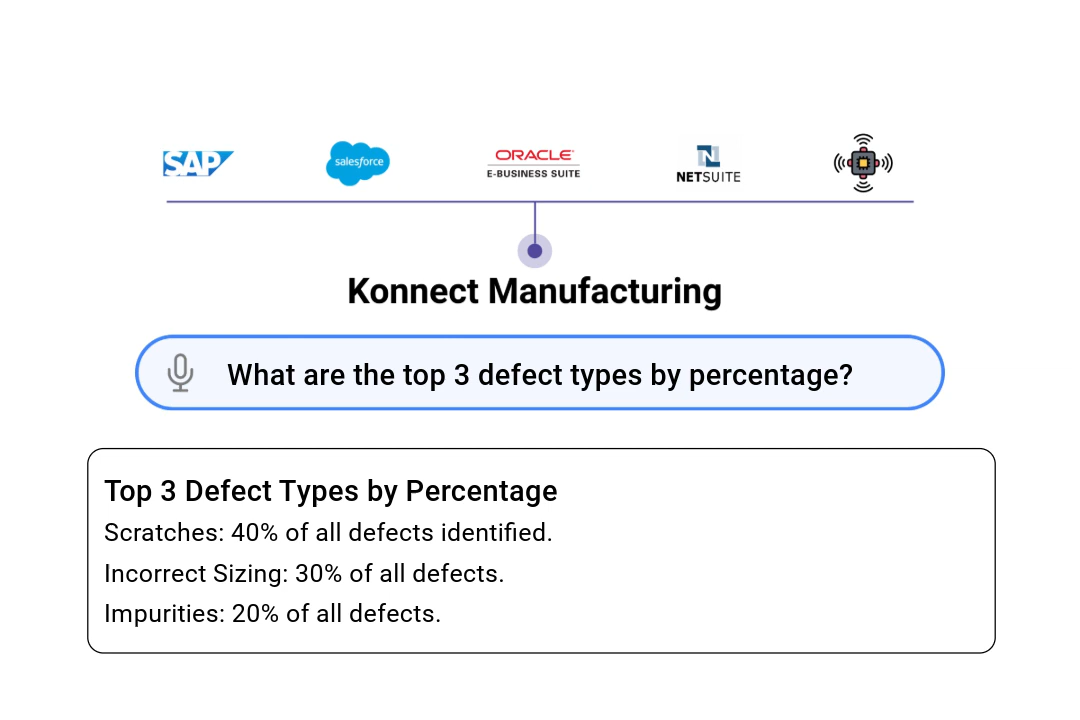 SAP
salesforce
ORACLE
E-BUSINESS SUITE
N
NETSUITE
Konnect Manufacturing
What are the top 3 defect types by percentage?
Top 3 Defect Types by Percentage
Scratches: 40% of all defects identified.
Incorrect Sizing: 30% of all defects.
Impurities: 20% of all defects.